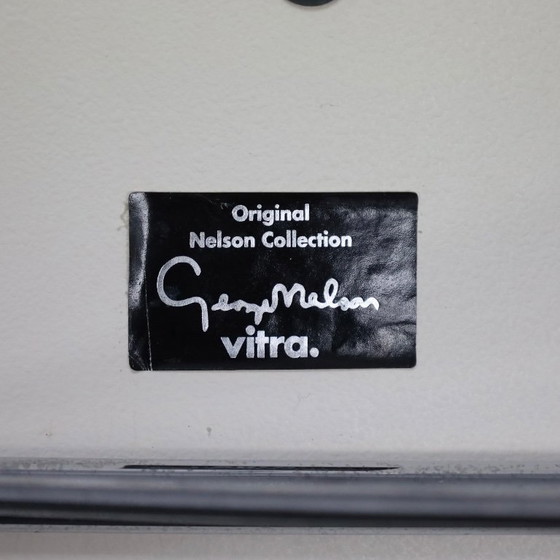 Original
Nelson Collection
George Nelson
vitra.